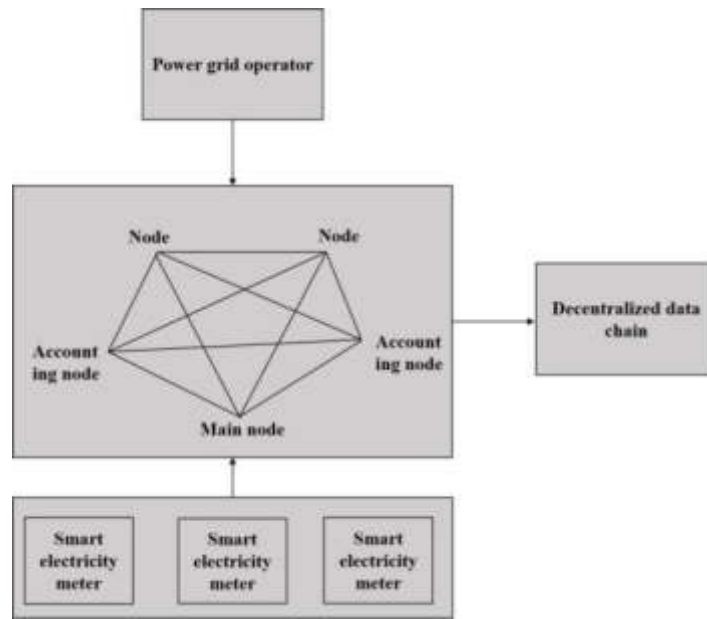 Power grid operator
Node
Node
Account
ing node
Account
ing node
Main node
Decentralized data
chain
Smart
electricity
meter
Smart
electricity
meter
Smart
electricity
meter